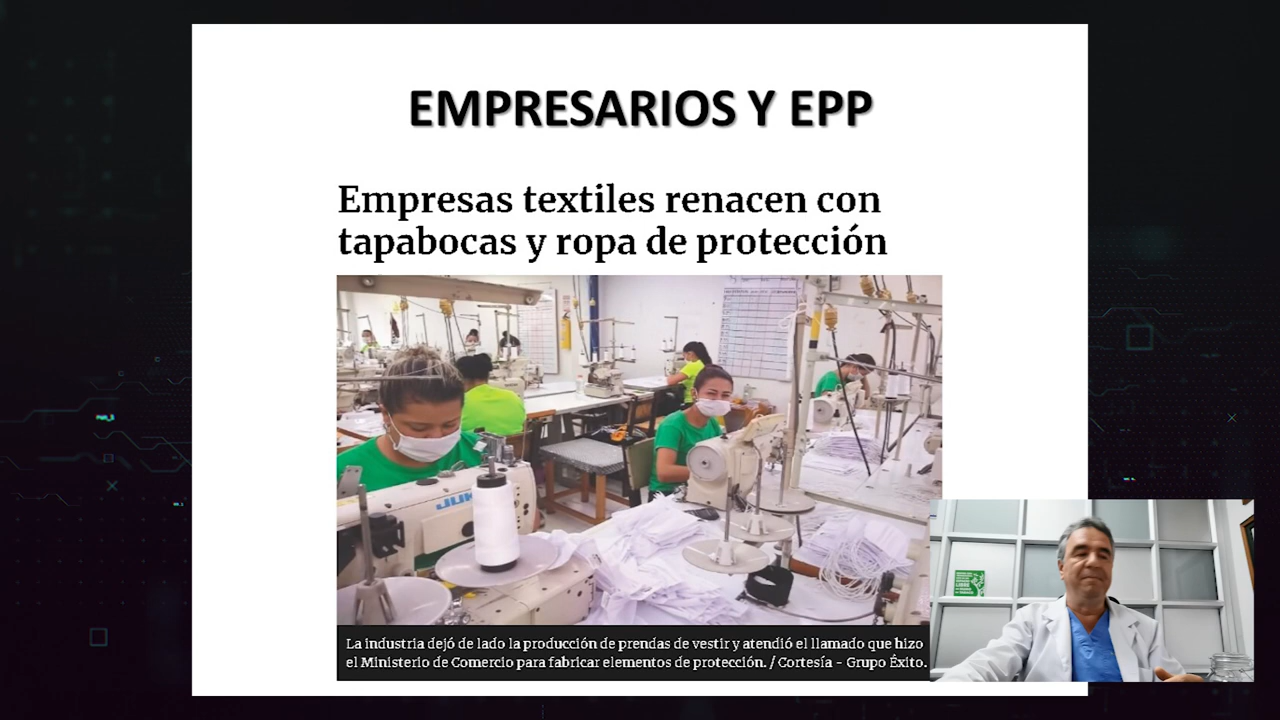 EMPRESARIOS Y EPP
Empresas textiles renacen con
tapabocas y ropa de protección
JUKI
La industria dejó de lado la producción de prendas de vestir y atendió el llamado que hizo
el Ministerio de Comercio para fabricar elementos de protección. / Cortesía - Grupo Éxito.
LIBRE